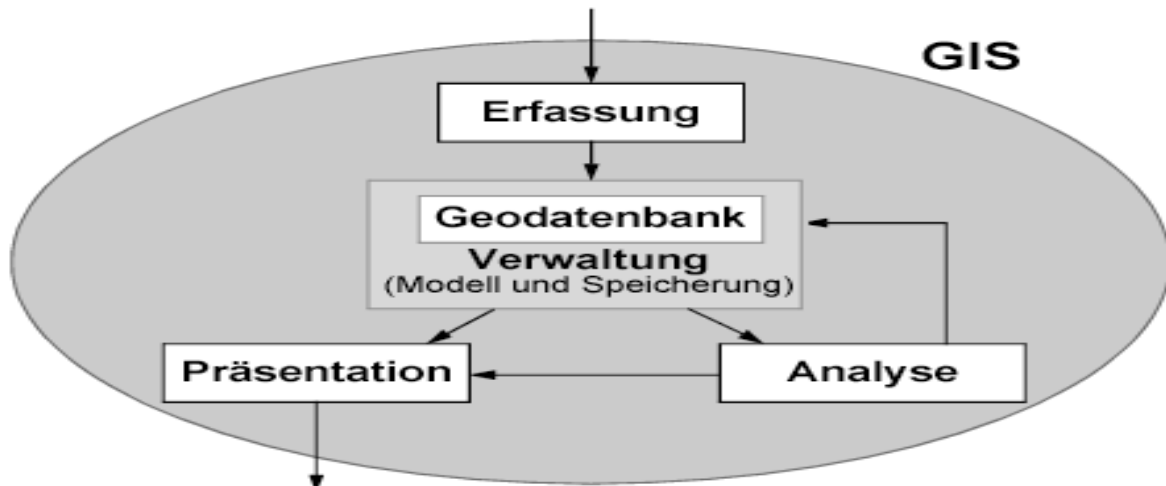 GIS
Erfassung
Geodatenbank
Verwaltung
(Modell und Speicherung)
Präsentation
Analyse